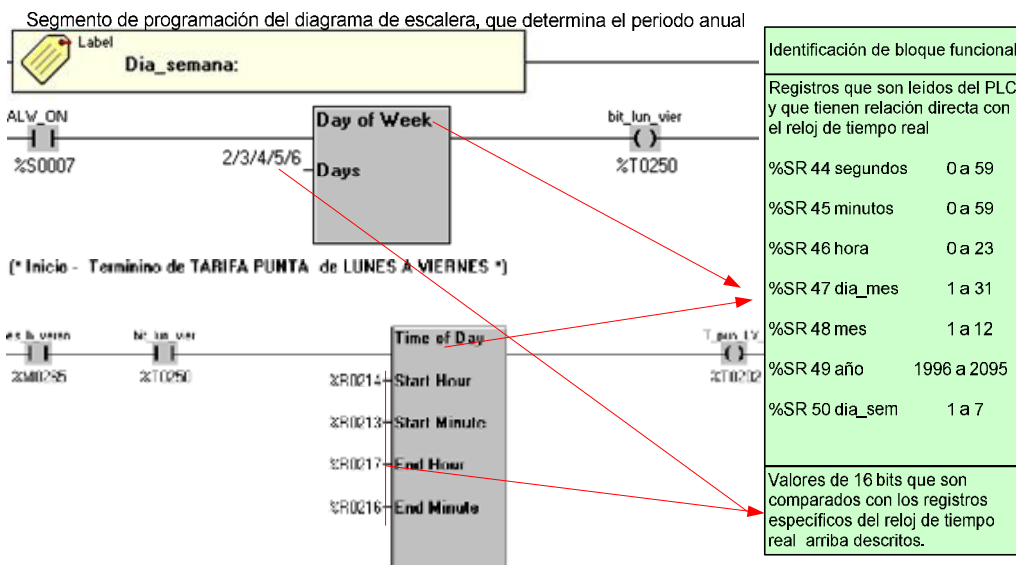 Segmento de programación del diagrama de escalera, que determina el periodo anual
Label
Dia_semana:
ALW_ON
%S0007
2/3/4/5/6
Day of Week
Days
bit_lun_vier
%T0250
(* Inicio - Terminino de TARIFA PUNTA de LUNES A VIERNES *)
%M0285
bit_lun_vier
%T0250
Time of Day
%R0214
Start Hour
%R0213
Start Minute
%R0217
End Hour
%R0216
End Minute
T_pun_LV_
%T0202
Identificación de bloque funcional
Registros que son leídos del PLC
y que tienen relación directa con
el reloj de tiempo real
%SR 44 segundos 0 a 59
%SR 45 minutos 0 a 59
%SR 46 hora 0 a 23
%SR 47 dia_mes 1 a 31
%SR 48 mes 1 a 12
%SR 49 año 1996 a 2095
%SR 50 dia_sem 1 a 7
Valores de 16 bits que son
comparados con los registros
específicos del reloj de tiempo
real arriba descritos.